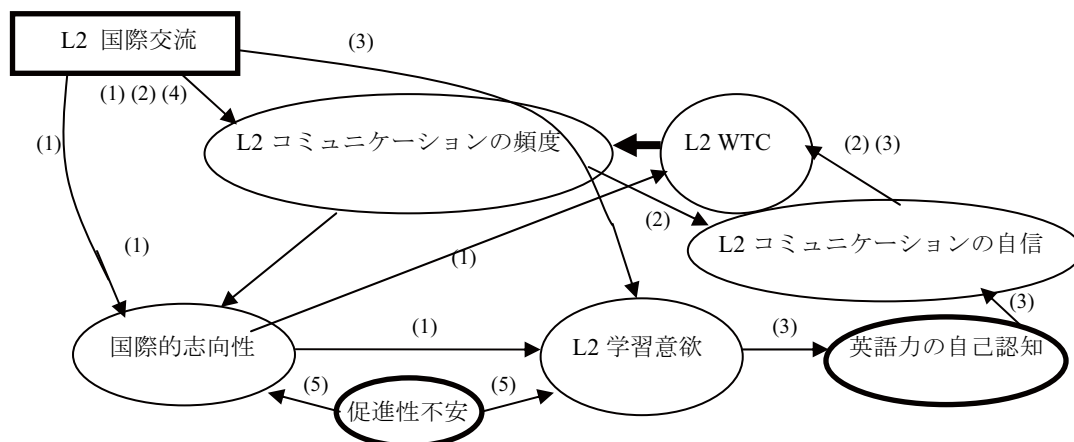 L2 国際交流
(3)
(1) (2) (4)
(1)
L2 コミュニケーションの頻度
L2 WTC
(2) (3)
(2)
L2 コミュニケーションの自信
(1)
(1)
(3)
国際的志向性
(1)
L2 学習意欲
(3)
英語力の自己認知
(5)
促進性不安
(5)